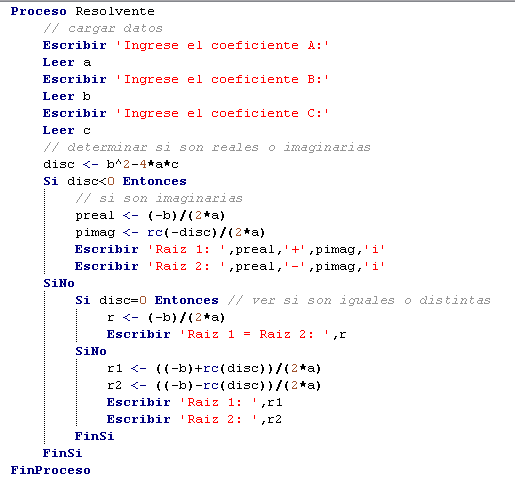 Proceso Resolvente
// cargar datos
Escribir 'Ingrese el coeficiente A:'
Leer a
Escribir 'Ingrese el coeficiente B:'
Leer b
Escribir 'Ingrese el coeficiente C:'
Leer c
// determinar si son reales o imaginarias
disc <- b^2-4*a*c
Si disc<0 Entonces
// si son imaginarias
preal <- (-b)/(2*a)
pimag <- rc(-disc)/(2*a)
Escribir 'Raiz 1: ',preal,'+',pimag,'i'
Escribir 'Raiz 2: ',preal,'-',pimag,'i'
SiNo
Si disc=0 Entonces // ver si son iguales o distintas
r <- (-b)/(2*a)
Escribir 'Raiz 1 = Raiz 2: ',r
SiNo
r1 <- ((-b)+rc(disc))/(2*a)
r2 <- ((-b)-rc(disc))/(2*a)
Escribir 'Raiz 1: ',r1
Escribir 'Raiz 2: ',r2
FinSi
FinSi
FinProceso